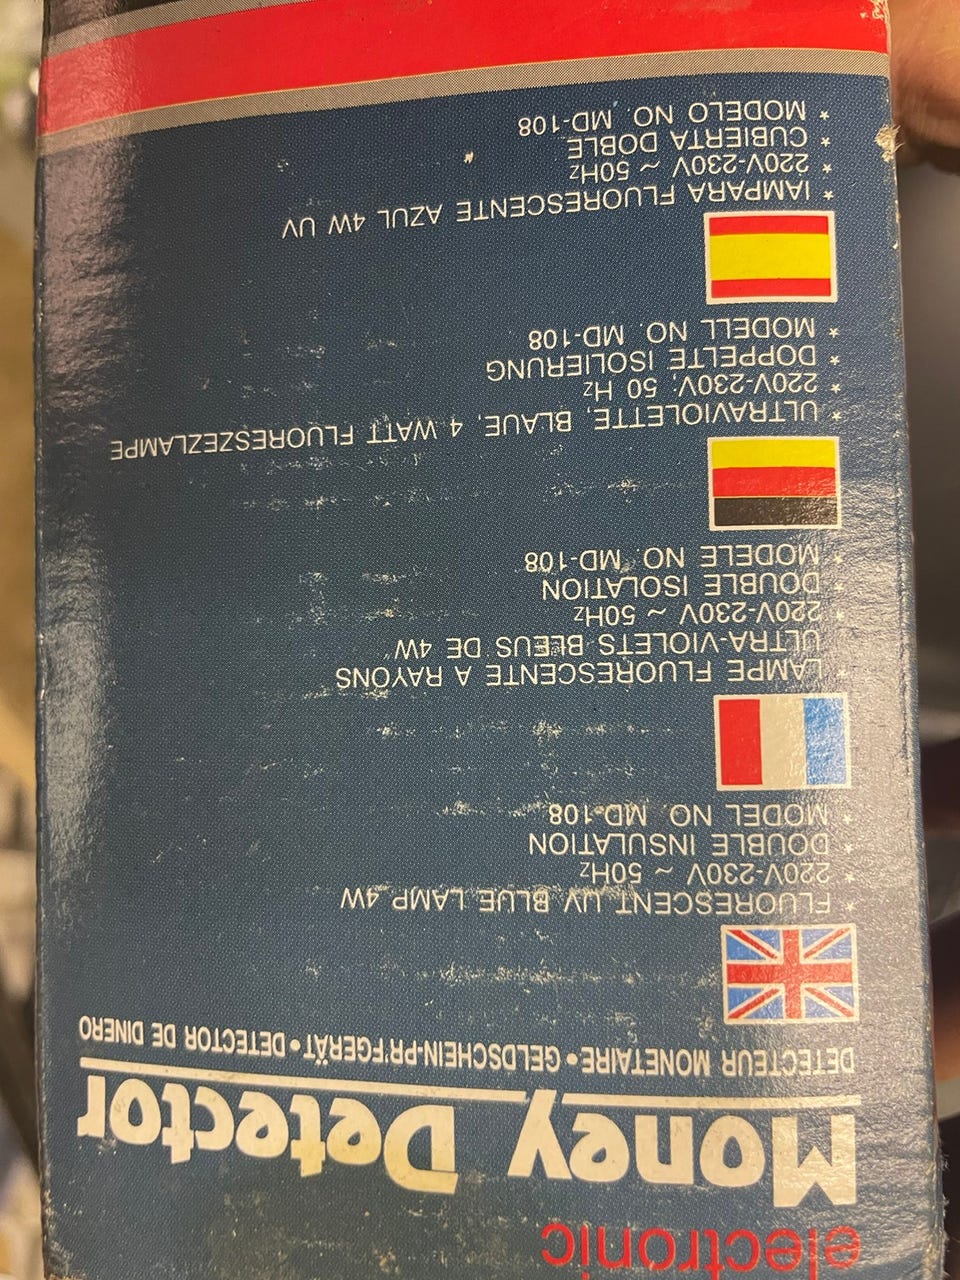 electronic
Money Detector
DETECTEUR MONETAIRE • GELDSCHEIN-PR'FGERÄT • DETECTOR DE DINERO
* FLUORESCENT UV BLUE LAMP 4W
* 220V-230V ~ 50Hz
* DOUBLE INSULATION
* MODEL NO. MD-108
* LAMPE FLUORESCENTE A RAYONS
ULTRA-VIOLETS BLEUS DE 4W
* 220V-230V ~ 50Hz
* DOUBLE ISOLATION
* MODELE NO. MD-108
* ULTRAVIOLETTE, BLAUE, 4 WATT FLUORESZEZLAMPE
* 220V-230V; 50 Hz
* DOPPELTE ISOLIERUNG
* MODELL NO. MD-108
* IAMPARA FLUORESCENTE AZUL 4W UV
* 220V-230V ~ 50Hz
* CUBIERTA DOBLE
* MODELO NO. MD-108